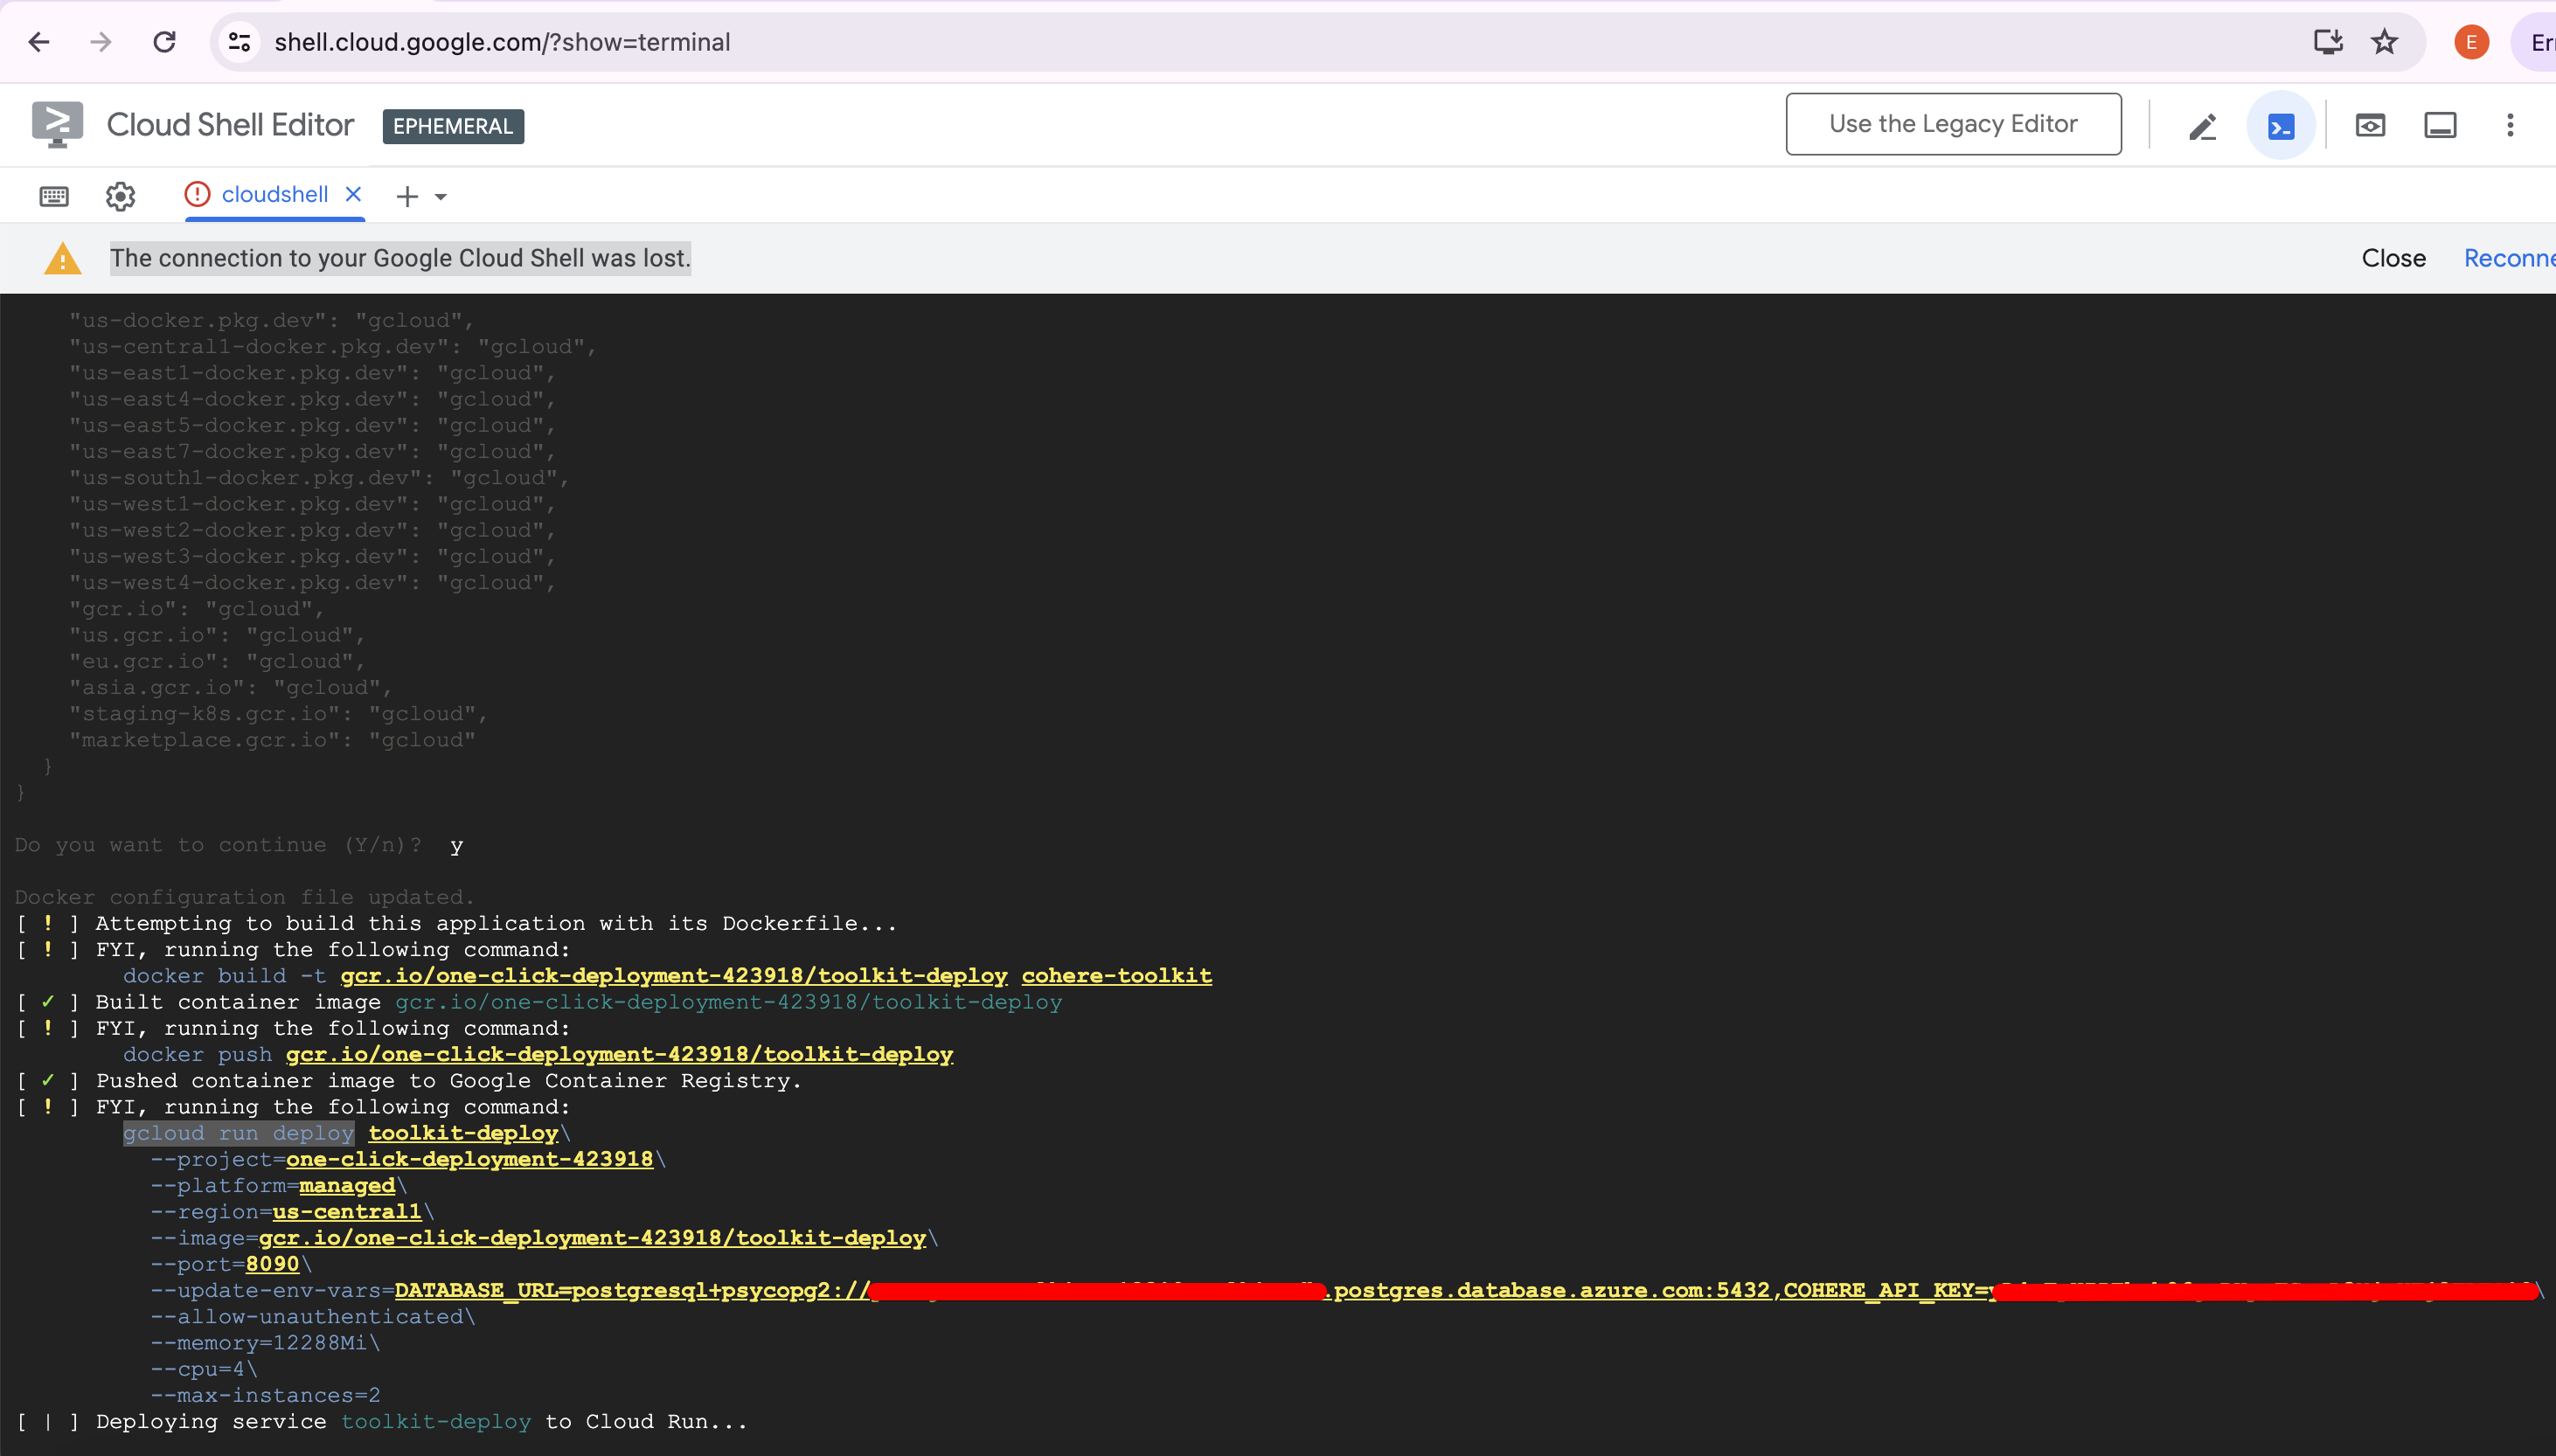 shell.cloud.google.com/?show=terminal
E
Cloud Shell Editor EPHEMERAL
Use the Legacy Editor
cloudshell
The connection to your Google Cloud Shell was lost.
Close
"us-docker.pkg.dev": "gcloud",
"us-central1-docker.pkg.dev": "gcloud",
"us-east1-docker.pkg.dev": "gcloud",
"us-east4-docker.pkg.dev": "gcloud",
"us-east5-docker.pkg.dev": "gcloud",
"us-east7-docker.pkg.dev": "gcloud",
"us-south1-docker.pkg.dev": "gcloud",
"us-west1-docker.pkg.dev": "gcloud",
"us-west2-docker.pkg.dev": "gcloud",
"us-west3-docker.pkg.dev": "gcloud",
"us-west4-docker.pkg.dev": "gcloud",
"gcr.io": "gcloud",
"us.gcr.io": "gcloud",
"eu.gcr.io": "gcloud",
"asia.gcr.io": "gcloud",
"staging-k8s.gcr.io": "gcloud",
"marketplace.gcr.io": "gcloud"
}
}
Do you want to continue (Y/n)? y
Docker configuration file updated.
[ ! ] Attempting to build this application with its Dockerfile...
[ ! ] FYI, running the following command:
docker build -t gcr.io/one-click-deployment-423918/toolkit-deploy cohere-toolkit
[ ✓ ] Built container image gcr.io/one-click-deployment-423918/toolkit-deploy
[ ! ] FYI, running the following command:
docker push gcr.io/one-click-deployment-423918/toolkit-deploy
[ ✓ ] Pushed container image to Google Container Registry.
[ ! ] FYI, running the following command:
gcloud run deploy toolkit-deploy\
--project=one-click-deployment-423918\
--platform=managed\
--region=us-central1\
--image=gcr.io/one-click-deployment-423918/toolkit-deploy\
--port=8090\
--update-env-vars=DATABASE_URL=postgresql+psycopg2:// .postgres.database.azure.com:5432,COHERE_API_KEY= \
--allow-unauthenticated\
--memory=12288Mi\
--cpu=4\
--max-instances=2
[ | ] Deploying service toolkit-deploy to Cloud Run...